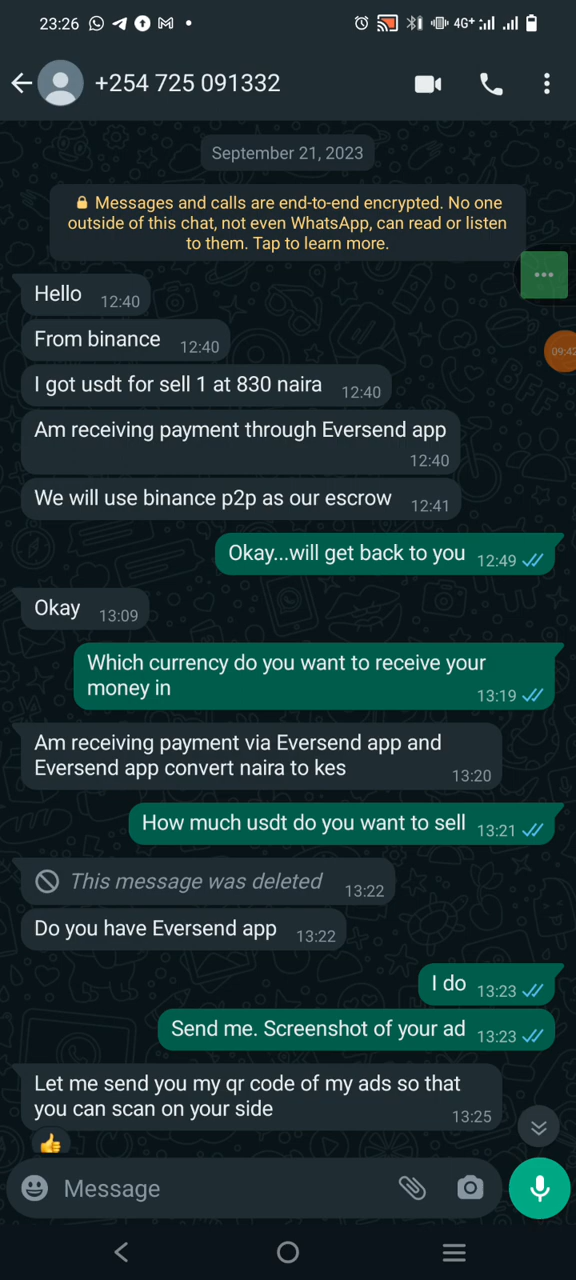 23:26
4G+
+254 725 091332
September 21, 2023
Messages and calls are end-to-end encrypted. No one
outside of this chat, not even WhatsApp, can read or listen
to them. Tap to learn more.
Hello 12:40
09:42
From binance 12:40
I got usdt for sell 1 at 830 naira 12:40
Am receiving payment through Eversend app
12:40
We will use binance p2p as our escrow 12:41
Okay...will get back to you 12:49
Okay 13:09
Which currency do you want to receive your
money in 13:19
Am receiving payment via Eversend app and
Eversend app convert naira to kes 13:20
How much usdt do you want to sell 13:21
This message was deleted 13:22
Do you have Eversend app 13:22
I do 13:23
Send me. Screenshot of your ad 13:23
Let me send you my qr code of my ads so that
you can scan on your side 13:25
Message